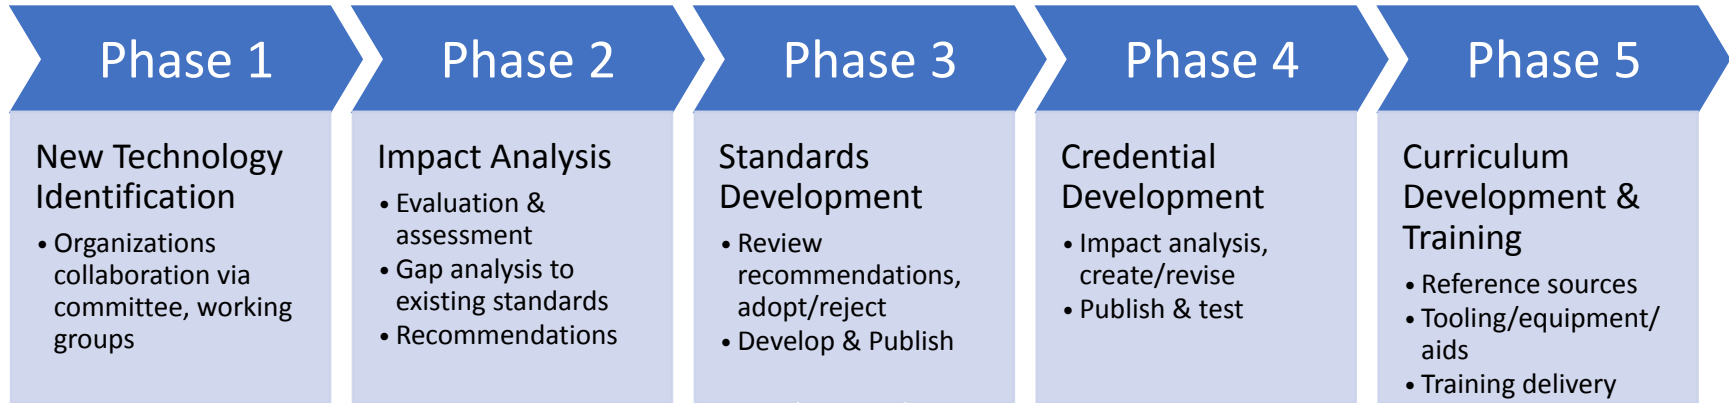 Phase 1
New Technology
Identification
• Organizations
collaboration via
committee, working
groups
Phase 2
Impact Analysis
• Evaluation &
assessment
• Gap analysis to
existing standards
• Recommendations
Phase 3
Standards
Development
• Review
recommendations,
adopt/reject
• Develop & Publish
Phase 4
Credential
Development
• Impact analysis,
create/revise
• Publish & test
Phase 5
Curriculum
Development &
Training
• Reference sources
• Tooling/equipment/
aids
• Training delivery